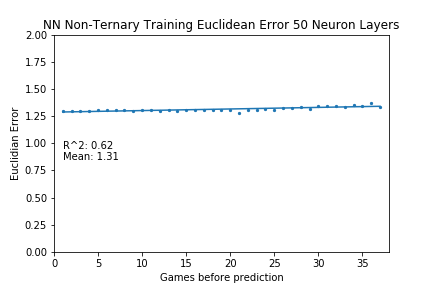 NN Non-Ternary Training Euclidean Error 50 Neuron Layers
2.00
1.75
1.50
1.25
1.00
0.75
0.50
0.25
0.00
Euclidian Error
R^2: 0.62
Mean: 1.31
0 5 10 15 20 25 30 35
Games before prediction